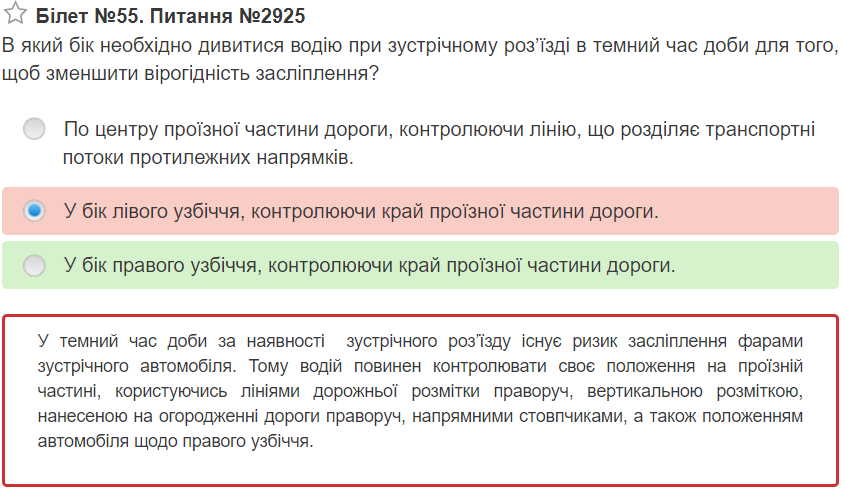 Білет №55. Питання №2925
В який бік необхідно дивитися водію при зустрічному роз’їзді в темний час доби для того,
щоб зменшити вірогідність засліплення?
По центру проїзної частини дороги, контролюючи лінію, що розділяє транспортні
потоки протилежних напрямків.
У бік лівого узбіччя, контролюючи край проїзної частини дороги.
У бік правого узбіччя, контролюючи край проїзної частини дороги.
У темний час доби за наявності зустрічного роз’їзду існує ризик засліплення фарами
зустрічного автомобіля. Тому водій повинен контролювати своє положення на проїзній
частині, користуючись лініями дорожньої розмітки праворуч, вертикальною розміткою,
нанесеною на огородженні дороги праворуч, напрямними стовпчиками, а також положенням
автомобіля щодо правого узбіччя.